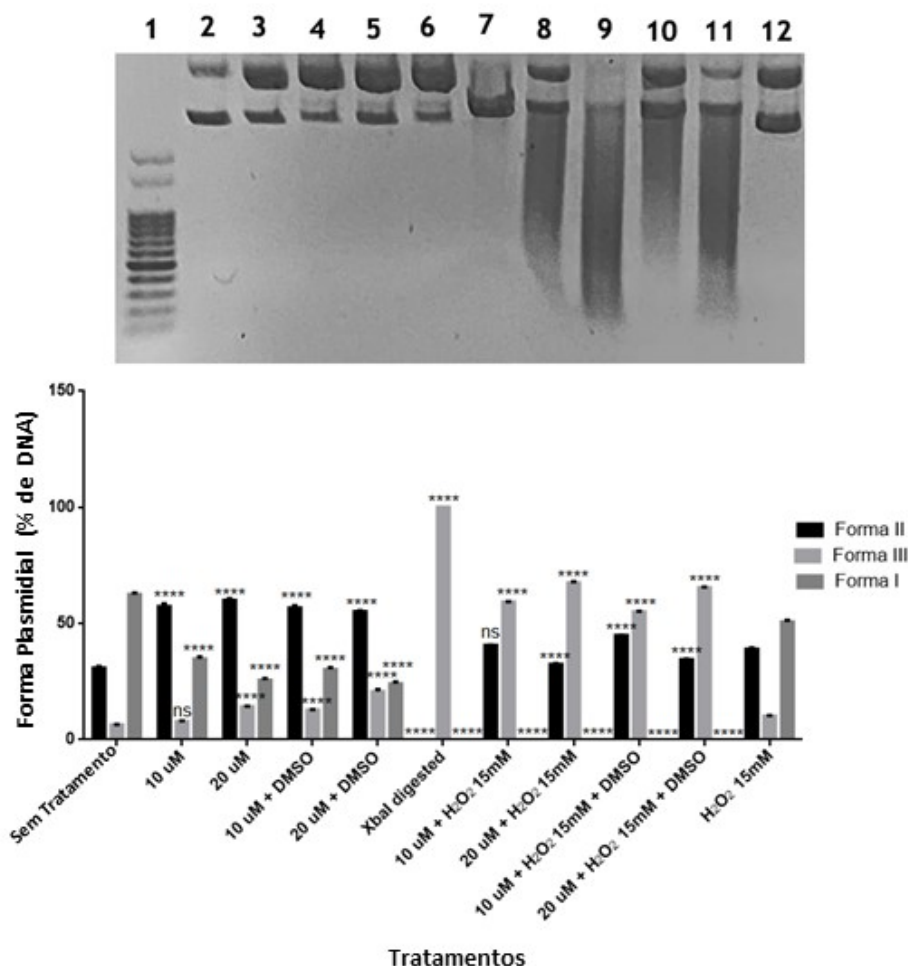 1 2 3 4 5 6 7 8 9 10 11 12
150
100
50
0
Forma Plasmidial (% de DNA)
****
**** **** **** **** **** **** **** ****
ns **** **** ****
ns **** **** **** **** **** ****
**** **** **** **** **** ****
Forma II
Forma III
Forma I
Sem Tratamento
10 uM
20 uM
10 uM + DMSO
20 uM + DMSO
XbaI digested
10 uM + H₂O₂ 15mM
20 uM + H₂O₂ 15mM
10 uM + H₂O₂ 15mM + DMSO
20 uM + H₂O₂ 15mM + DMSO
H₂O₂ 15mM
Tratamentos